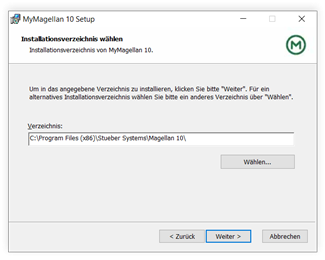 MyMagellan 10 Setup
Installationsverzeichnis wählen
Installationsverzeichnis von MyMagellan 10.
M
Um in das angegebene Verzeichnis zu installieren, klicken Sie bitte "Weiter". Für ein
alternatives Installationsverzeichnis wählen Sie bitte ein anderes Verzeichnis über "Wählen".
Verzeichnis:
C:\Program Files (x86)\Stueber Systems\Magellan 10\
Wählen...
< Zurück
Weiter >
Abbrechen